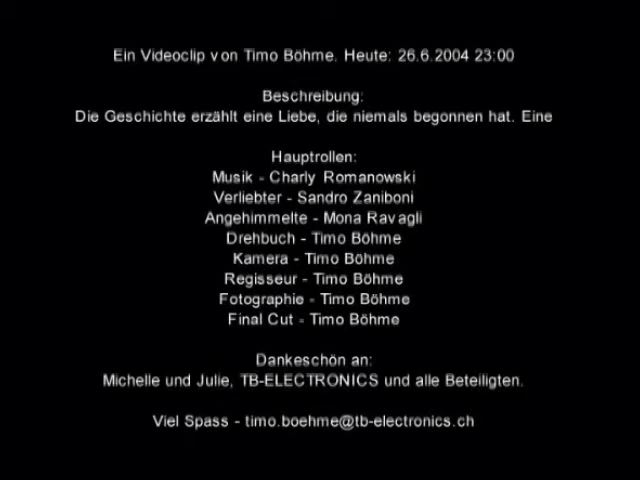 Ein Videoclip von Timo Böhme. Heute: 26.6.2004 23:00
Beschreibung:
Die Geschichte erzählt eine Liebe, die niemals begonnen hat. Eine
Hauptrollen:
Musik - Charly Romanowski
Verliebter - Sandro Zaniboni
Angehimmelte - Mona Ravagli
Drehbuch - Timo Böhme
Kamera - Timo Böhme
Regisseur - Timo Böhme
Fotographie - Timo Böhme
Final Cut - Timo Böhme
Dankeschön an:
Michelle und Julie, TB-ELECTRONICS und alle Beteiligten.
Viel Spass - timo.boehme@tb-electronics.ch